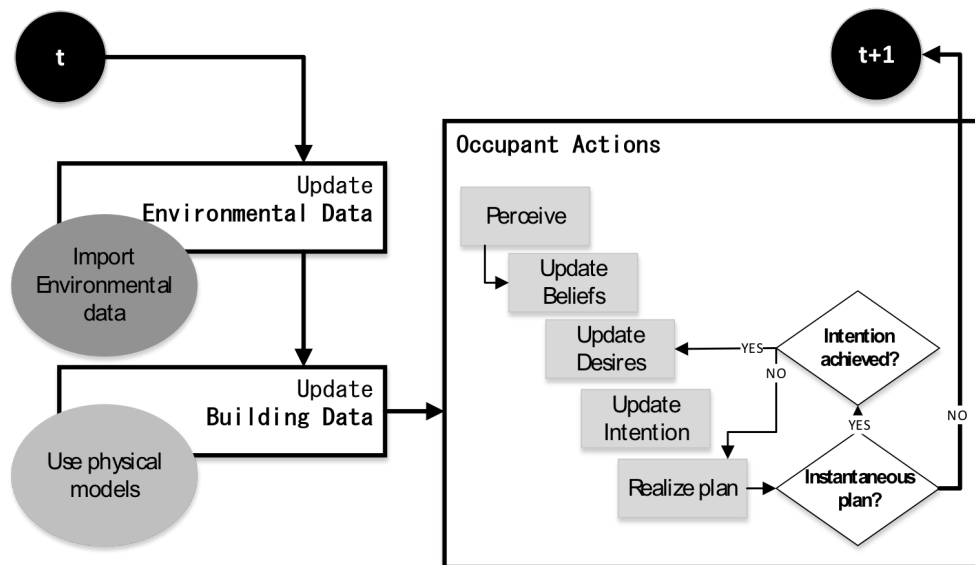 t
t+1
Update
Environmental Data
Import
Environmental
data
Update
Building Data
Use physical
models
Occupant Actions
Perceive
Update
Beliefs
Update
Desires
Update
Intention
Realize plan
Intention
achieved?
YES
NO
YES
Instantaneous
plan?
NO